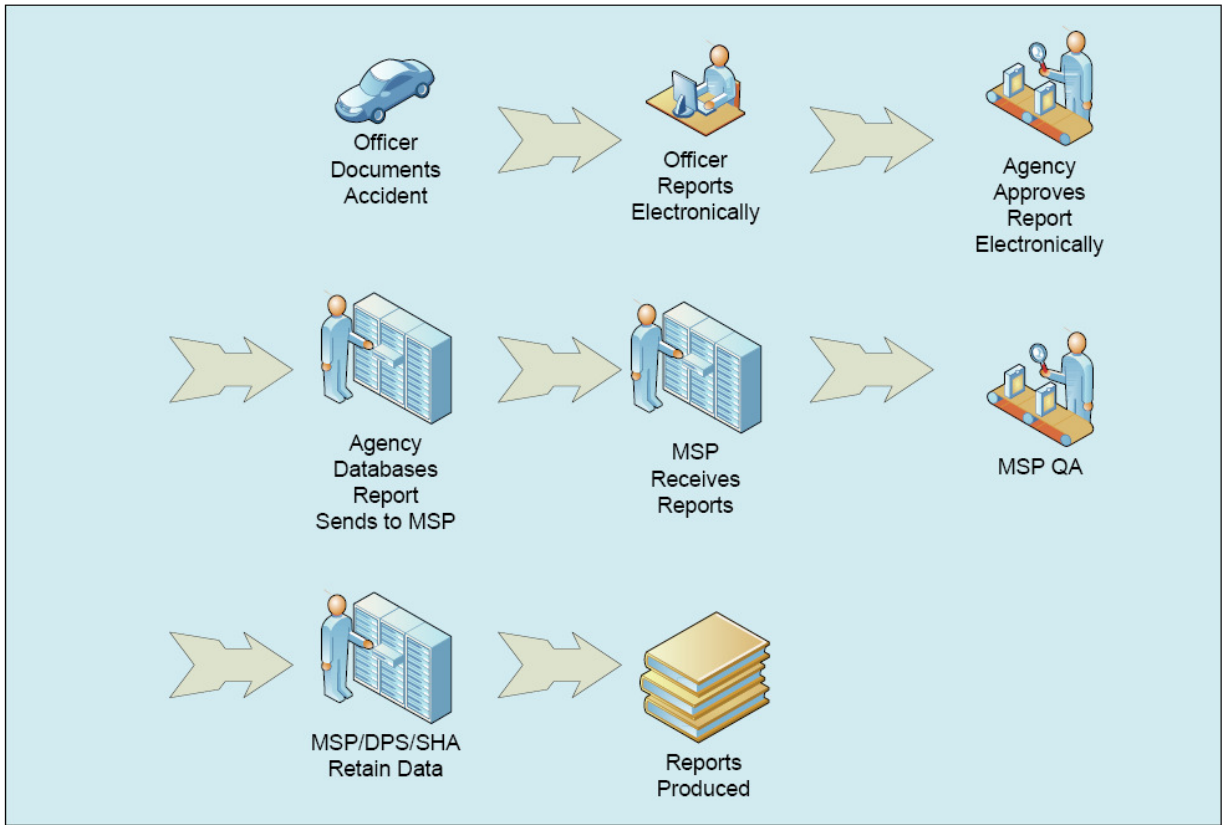 Officer
Documents
Accident
Officer
Reports
Electronically
Agency
Approves
Report
Electronically
Agency
Databases
Report
Sends to MSP
MSP
Receives
Reports
MSP QA
MSP/DPS/SHA
Retain Data
Reports
Produced